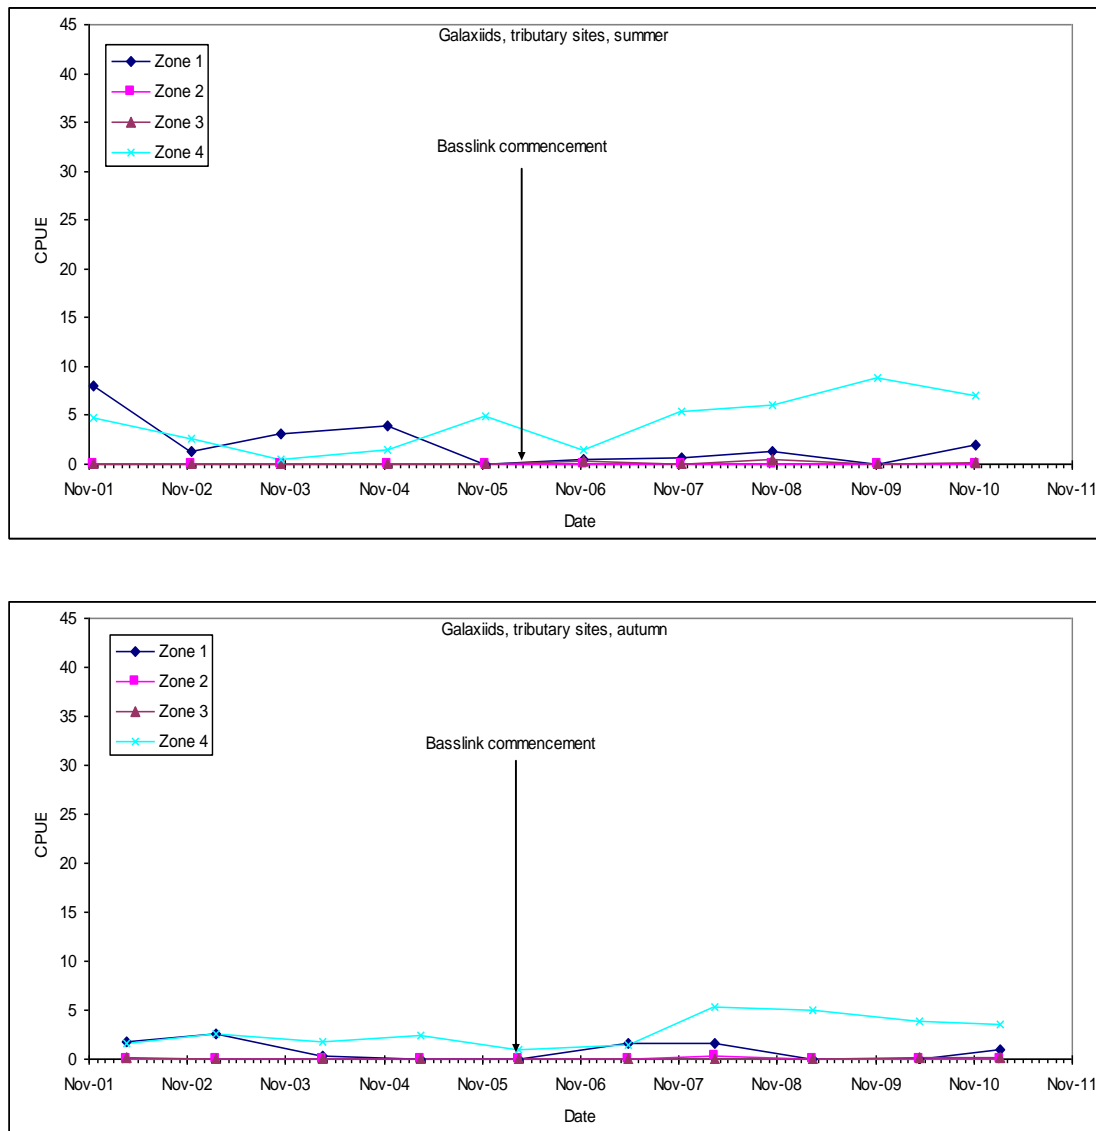 Galaxiids, tributary sites, summer
45
40
35
30
25
20
15
10
5
0
CPUE
Zone 1
Zone 2
Zone 3
Zone 4
Basslink commencement
Nov-01 Nov-02 Nov-03 Nov-04 Nov-05 Nov-06 Nov-07 Nov-08 Nov-09 Nov-10 Nov-11
Date
Galaxiids, tributary sites, autumn
45
40
35
30
25
20
15
10
5
0
CPUE
Zone 1
Zone 2
Zone 3
Zone 4
Basslink commencement
Nov-01 Nov-02 Nov-03 Nov-04 Nov-05 Nov-06 Nov-07 Nov-08 Nov-09 Nov-10 Nov-11
Date